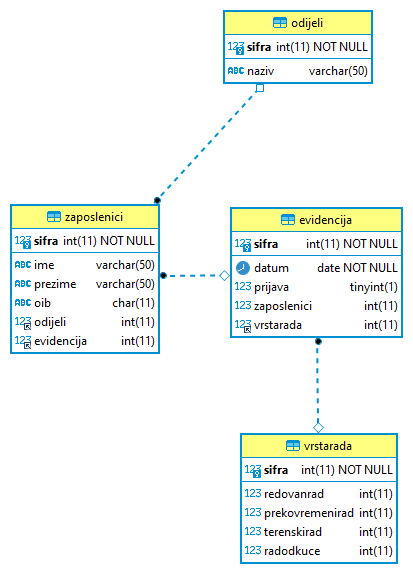 odijeli
123 sifra int(11) NOT NULL
ABC naziv varchar(50)
zaposlenici
123 sifra int(11) NOT NULL
ABC ime varchar(50)
ABC prezime varchar(50)
ABC oib char(11)
123 odijeli int(11)
123 evidencija int(11)
evidencija
123 sifra int(11) NOT NULL
datum date NOT NULL
123 prijava tinyint(1)
123 zaposlenici int(11)
123 vrstarada int(11)
vrstarada
123 sifra int(11) NOT NULL
123 redovanrad int(11)
123 prekovremenirad int(11)
123 terenskirad int(11)
123 radodkuce int(11)